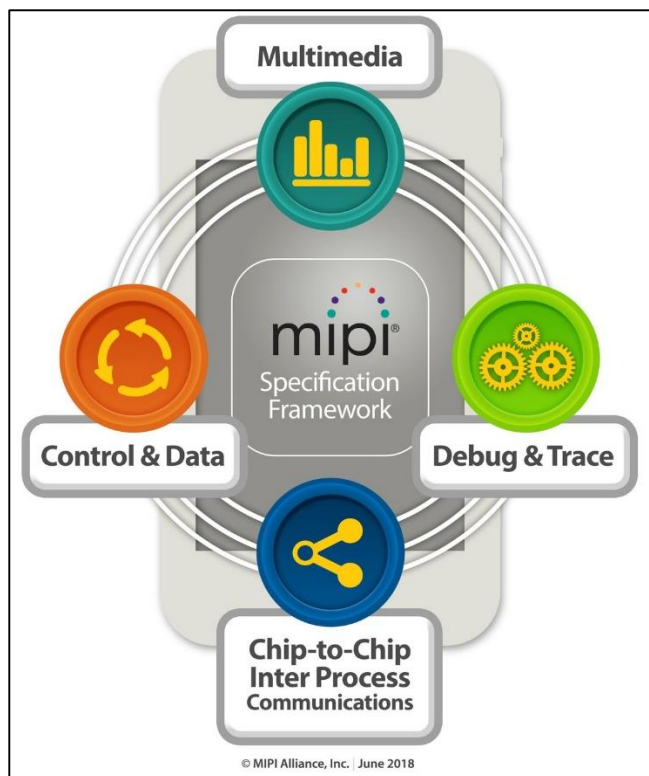 Multimedia
mipi®
Specification
Framework
Control & Data
Debug & Trace
Chip-to-Chip
Inter Process
Communications
© MIPI Alliance, Inc. | June 2018